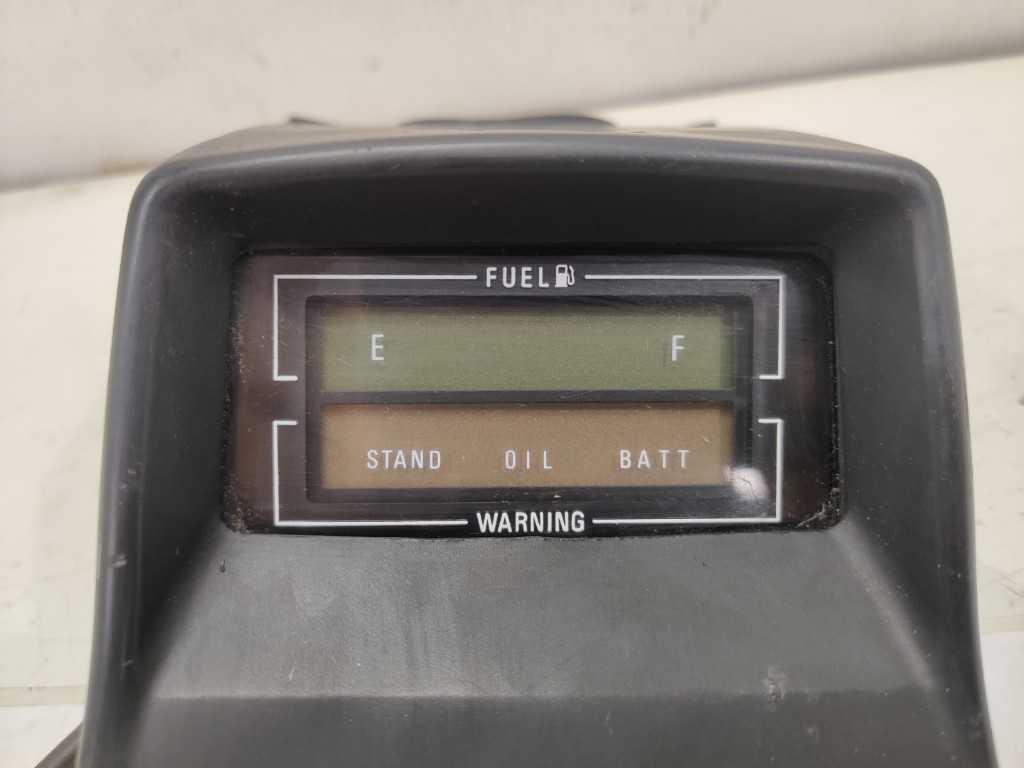 FUEL
E F
STAND OIL BATT
WARNING